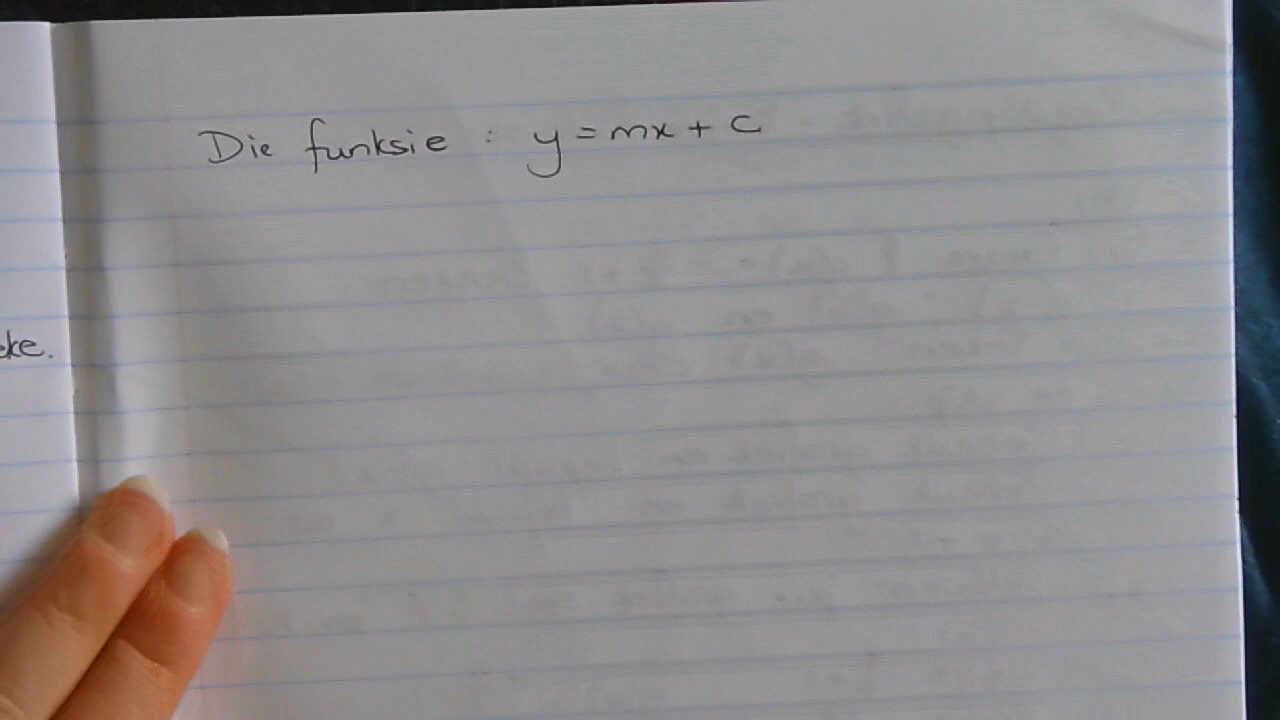 Die funksie : y = mx + c